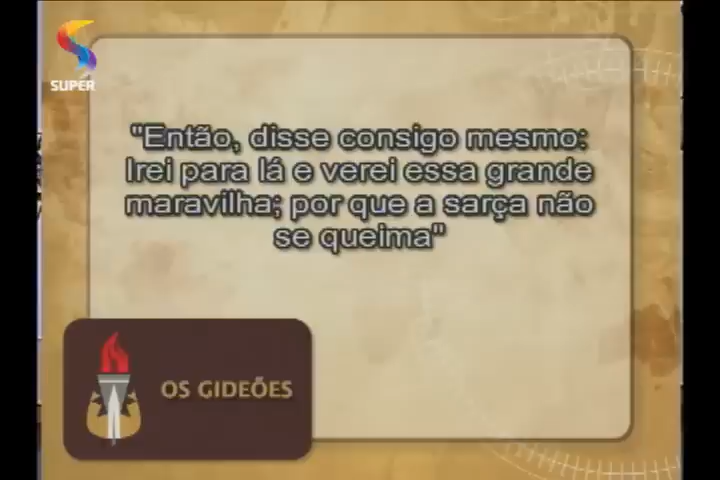 SUPER
"Então, disse consigo mesmo:
Irei para lá e verei essa grande
maravilha; por que a sarça não
se queima"
OS GIDEÕES